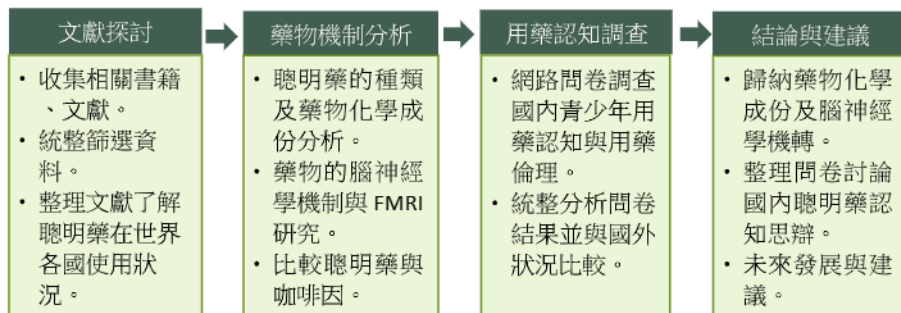 文獻探討
• 收集相關書籍
、文獻。
• 統整篩選資
料。
• 整理文獻了解
聰明藥在世界
各國使用狀
況。
藥物機制分析
• 聰明藥的種類
及藥物化學成
份分析。
• 藥物的腦神經
學機制與 FMRI
研究。
• 比較聰明藥與
咖啡因。
用藥認知調查
• 網路問卷調查
國內青少年用
藥認知與用藥
倫理。
• 統整分析問卷
結果並與國外
狀況比較。
結論與建議
• 歸納藥物化學
成份及腦神經
學機轉。
• 整理問卷討論
國內聰明藥認
知思辯。
• 未來發展與建
議。